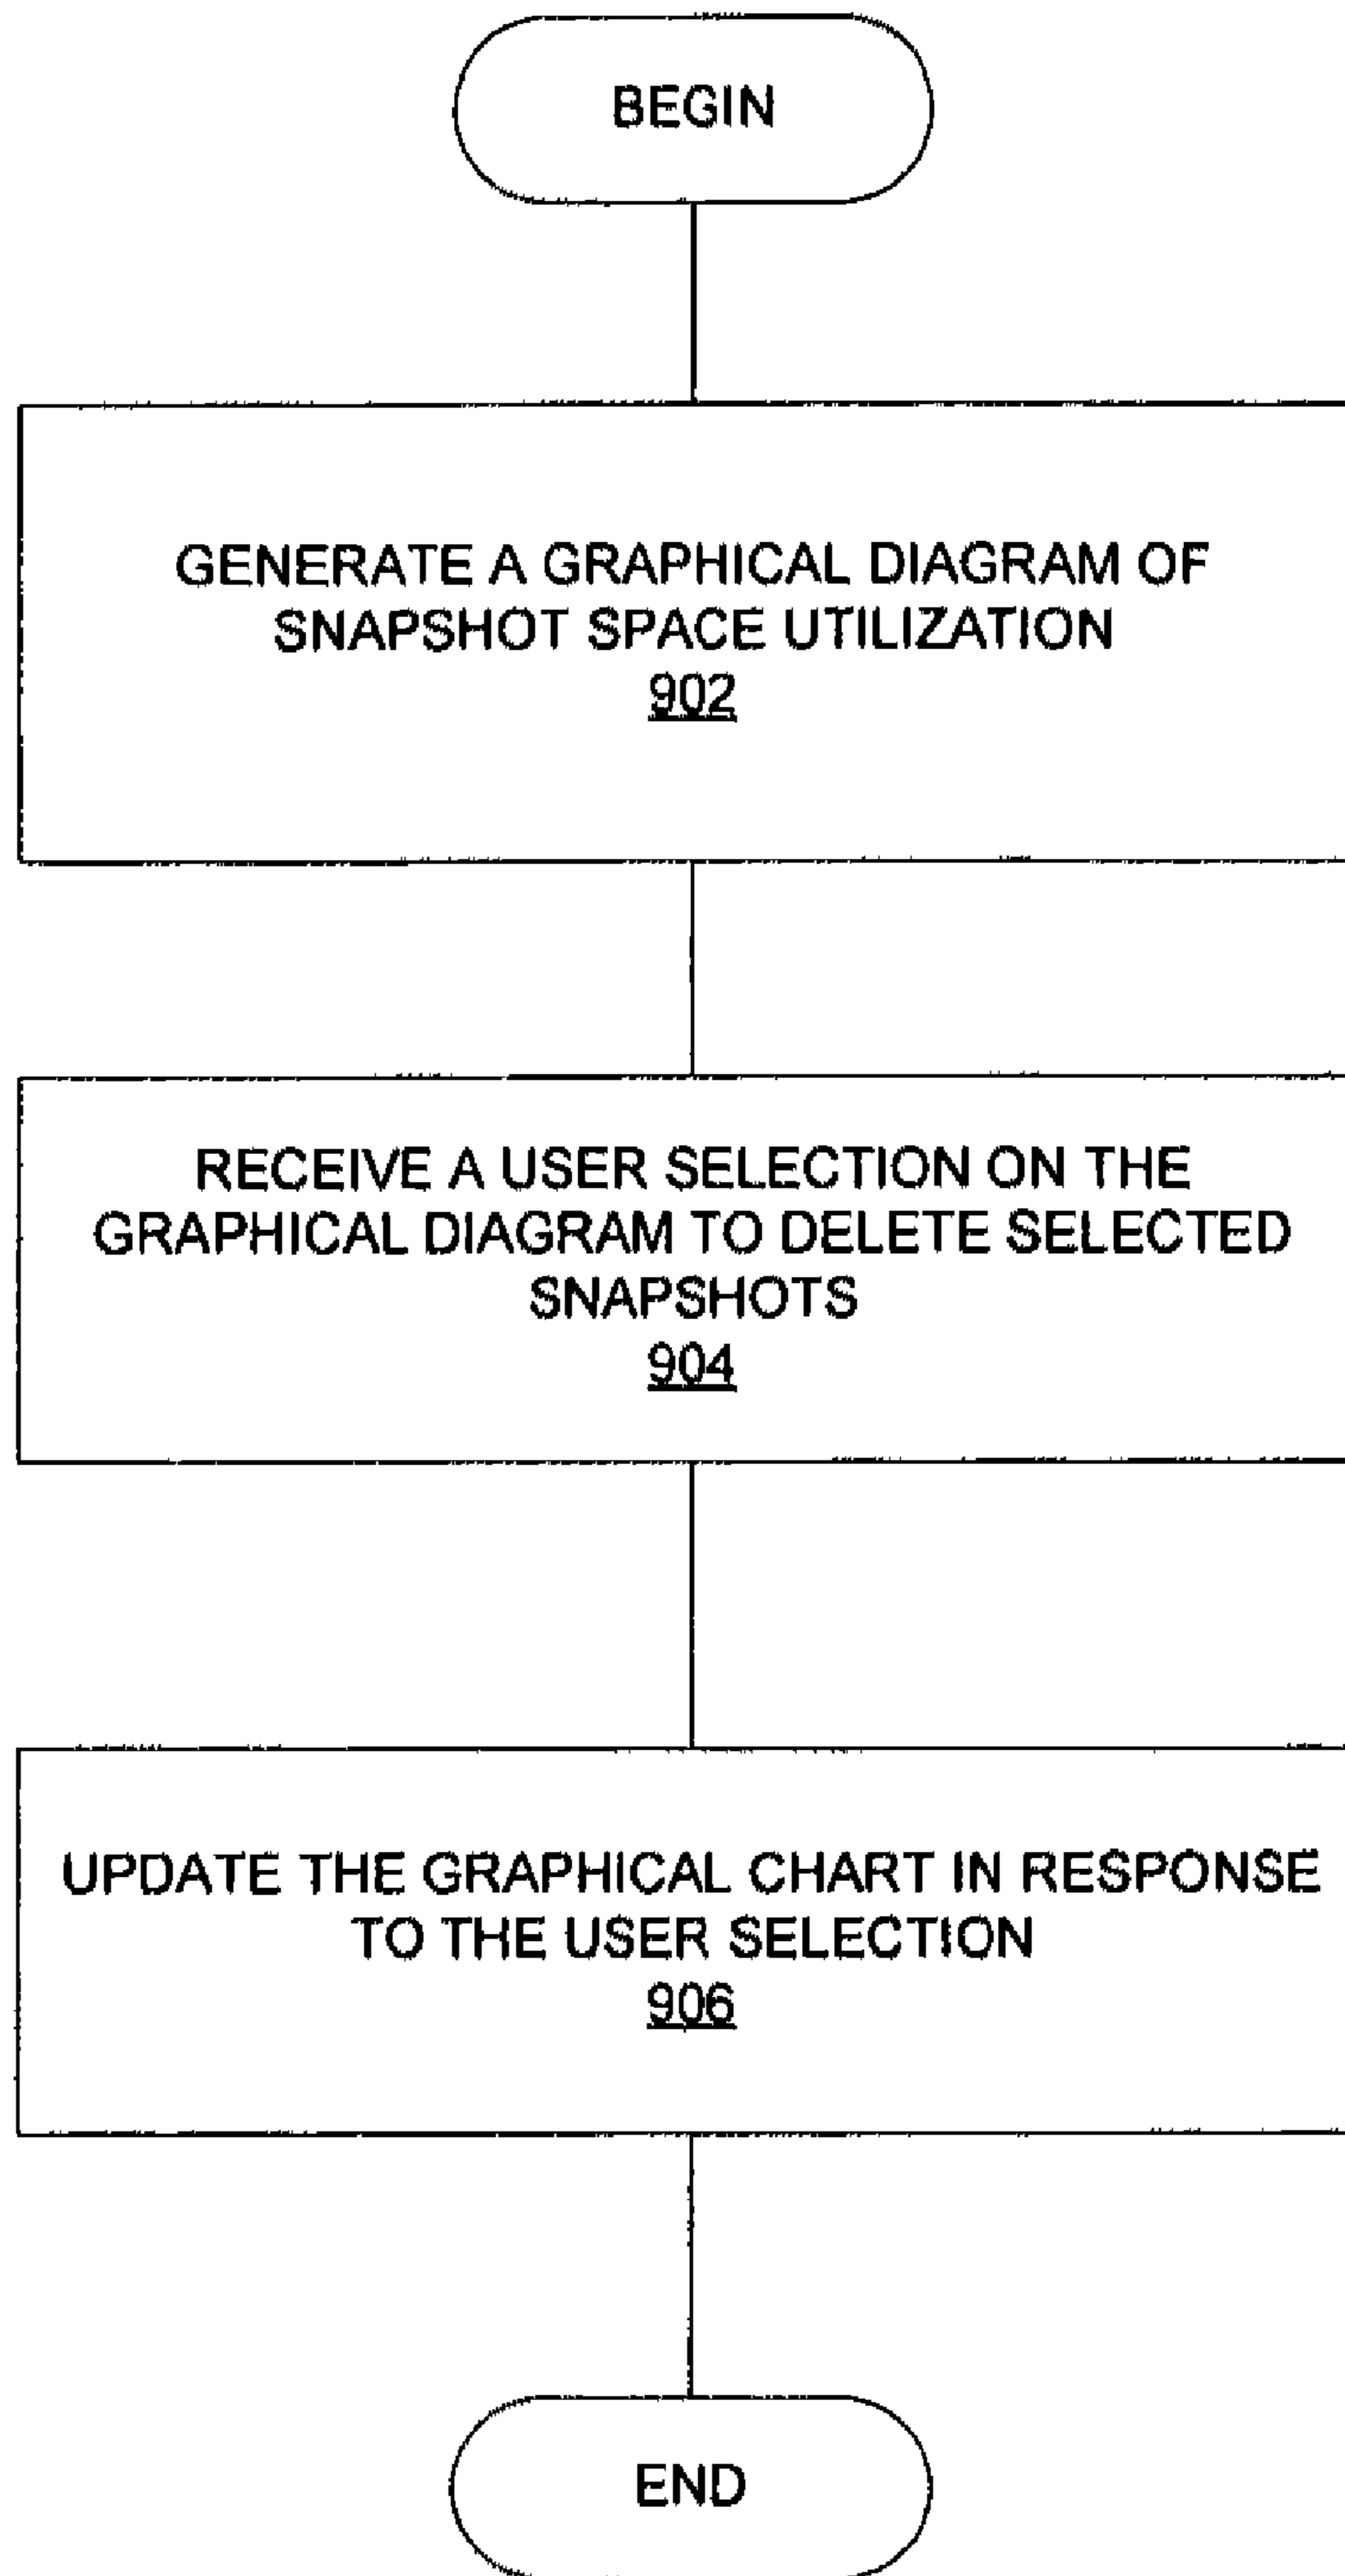 BEGIN
GENERATE A GRAPHICAL DIAGRAM OF
SNAPSHOT SPACE UTILIZATION
902
RECEIVE A USER SELECTION ON THE
GRAPHICAL DIAGRAM TO DELETE SELECTED
SNAPSHOTS
904
UPDATE THE GRAPHICAL CHART IN RESPONSE
TO THE USER SELECTION
906
END